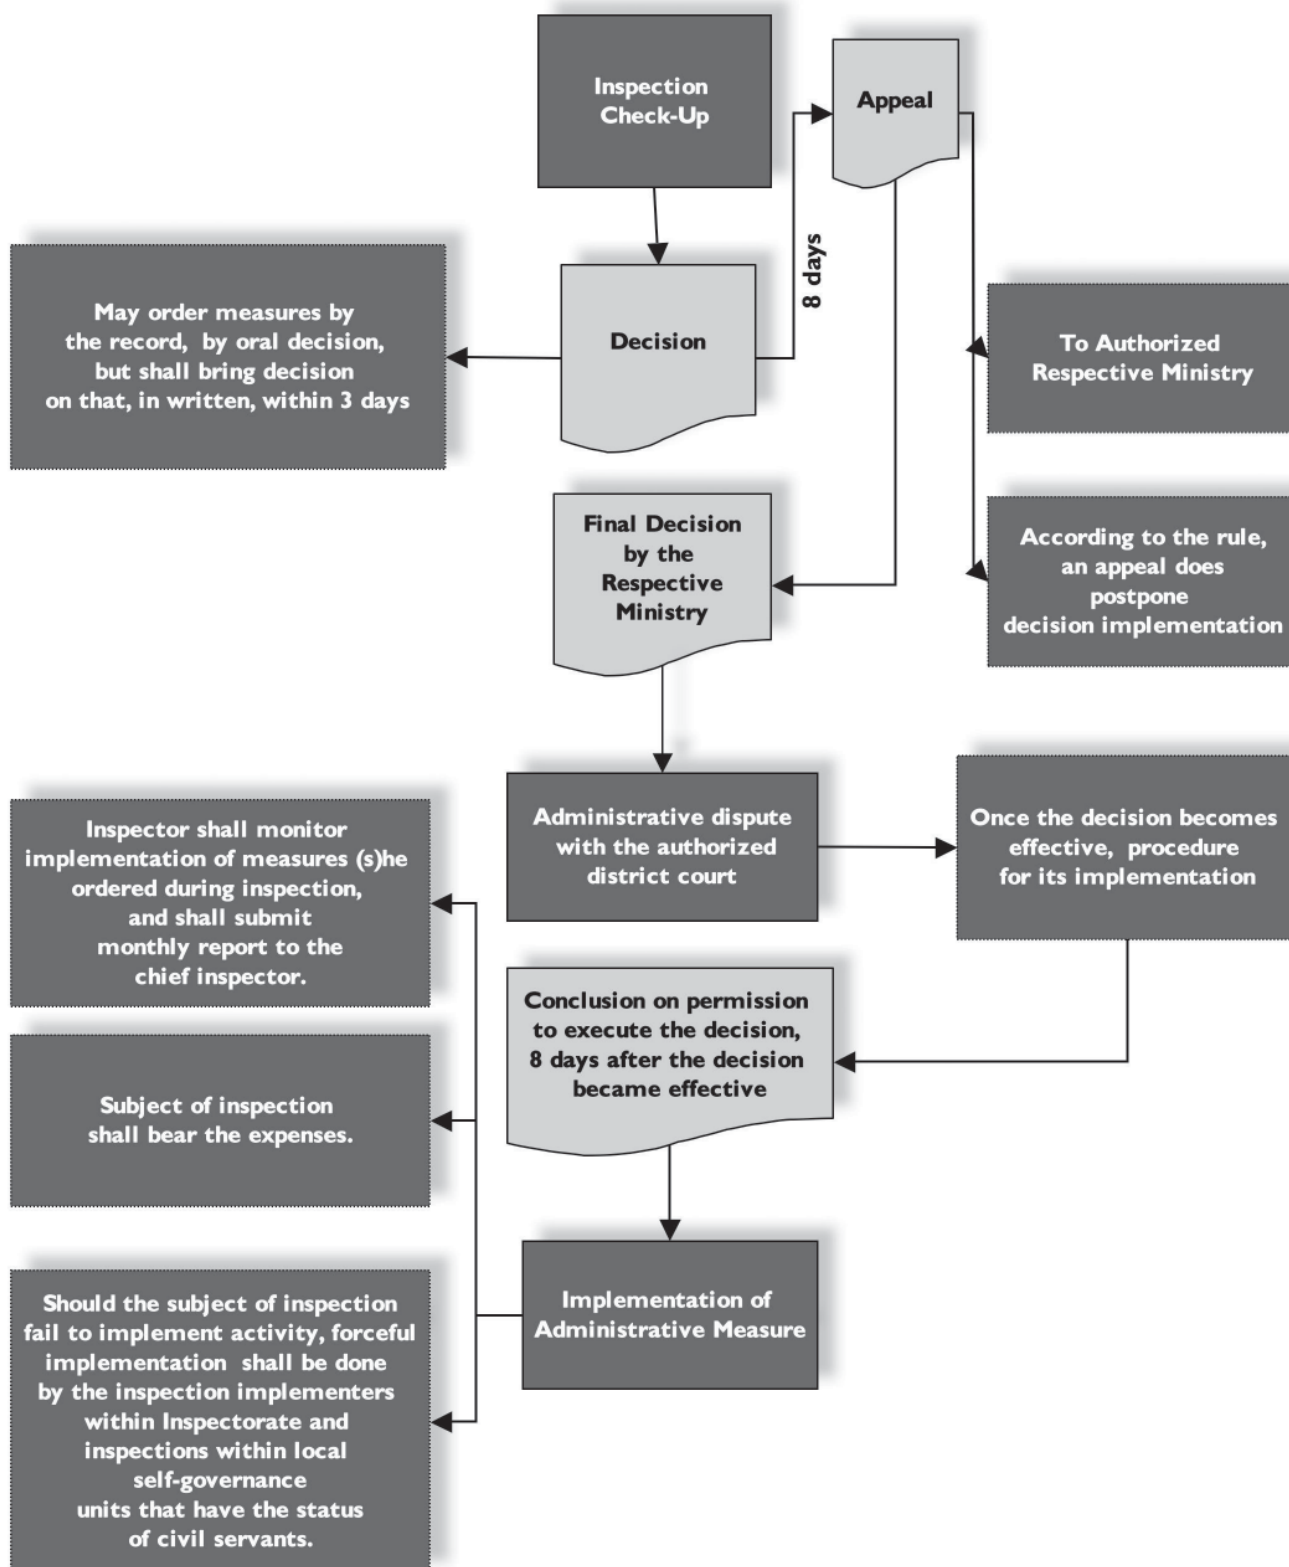 Inspection
Check-Up
Appeal
8 days
May order measures by
the record, by oral decision,
but shall bring decision
on that, in written, within 3 days
Decision
To Authorized
Respective Ministry
Final Decision
by the
Respective
Ministry
According to the rule,
an appeal does
postpone
decision implementation
Administrative dispute
with the authorized
district court
Once the decision becomes
effective, procedure
for its implementation
Inspector shall monitor
implementation of measures (s)he
ordered during inspection,
and shall submit
monthly report to the
chief inspector.
Conclusion on permission
to execute the decision,
8 days after the decision
became effective
Subject of inspection
shall bear the expenses.
Implementation of
Administrative Measure
Should the subject of inspection
fail to implement activity, forceful
implementation shall be done
by the inspection implementers
within Inspectorate and
inspections within local
self-governance
units that have the status
of civil servants.